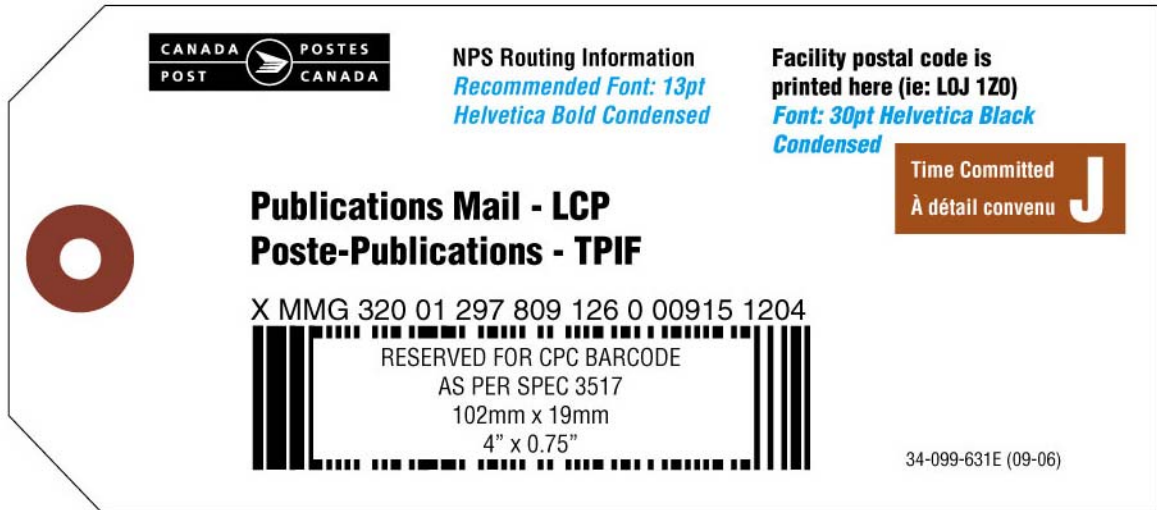 CANADA POSTES
POST CANADA
NPS Routing Information
Recommended Font: 13pt
Helvetica Bold Condensed
Facility postal code is
printed here (ie: L0J 1Z0)
Font: 30pt Helvetica Black
Condensed
Time Committed
À détail convenu
J
Publications Mail - LCP
Poste-Publications - TPIF
X MMG 320 01 297 809 126 0 00915 1204
RESERVED FOR CPC BARCODE
AS PER SPEC 3517
102mm x 19mm
4” x 0.75”
34-099-631E (09-06)